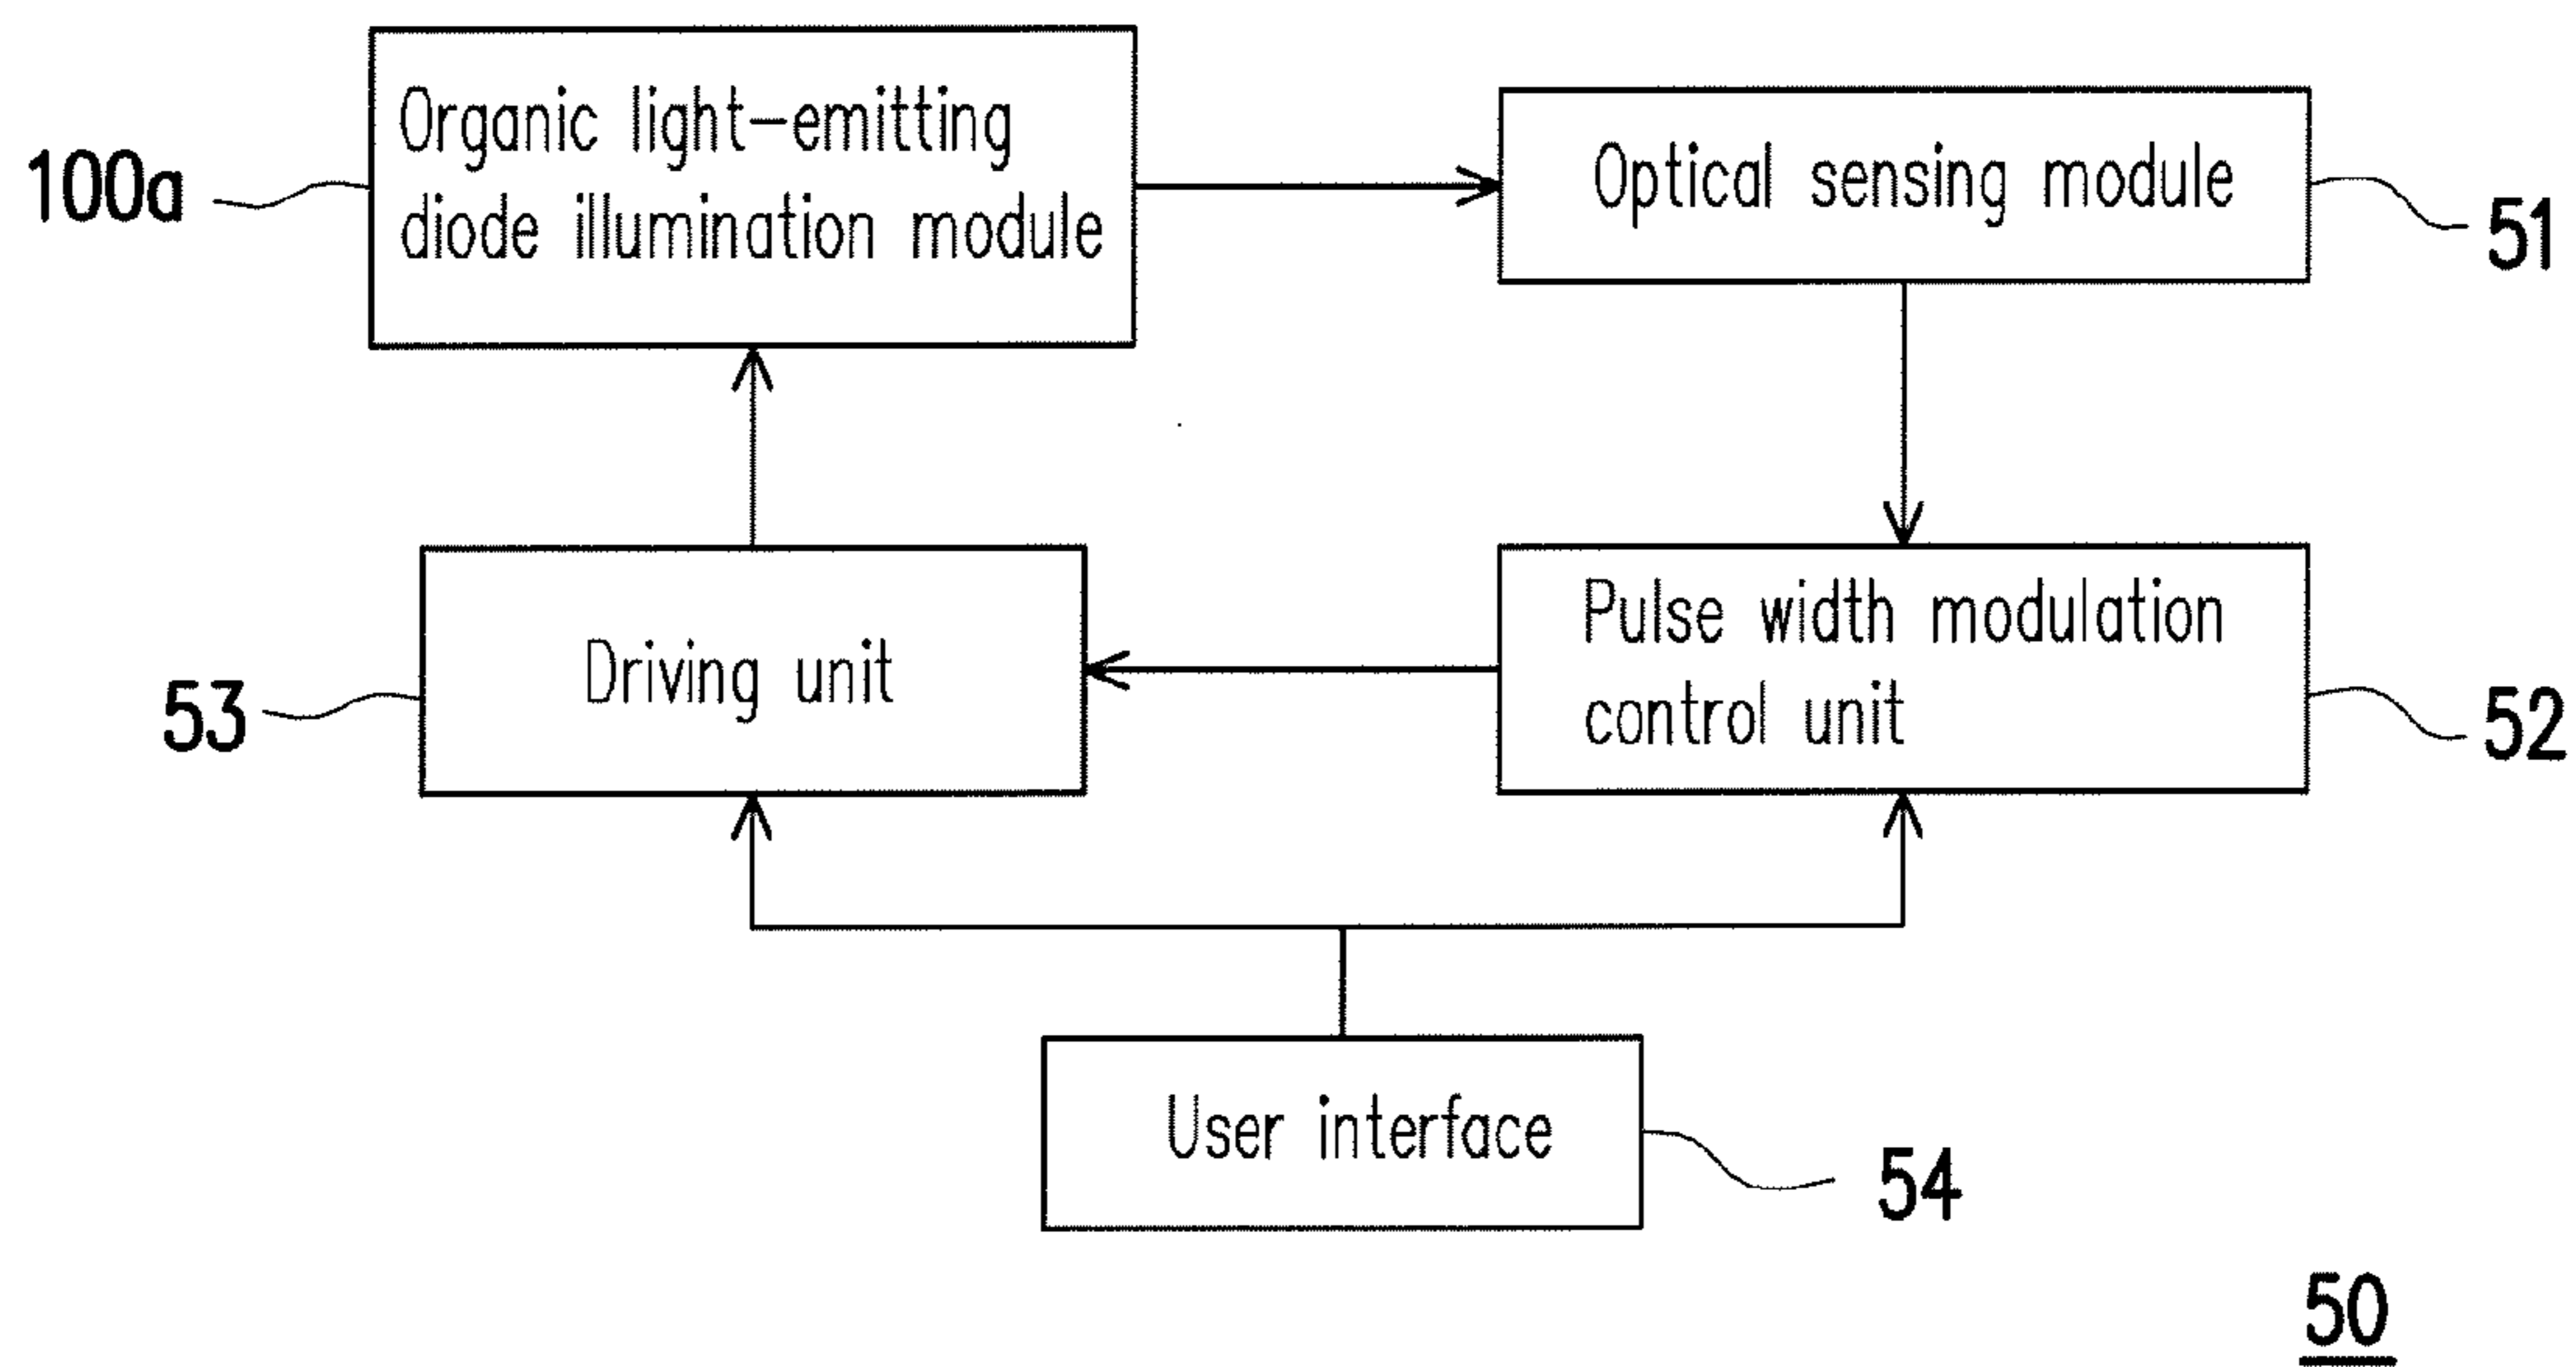 Organic light-emitting
diode illumination module
100a
Optical sensing module
51
Driving unit
53
Pulse width modulation
control unit
52
User interface
54
50